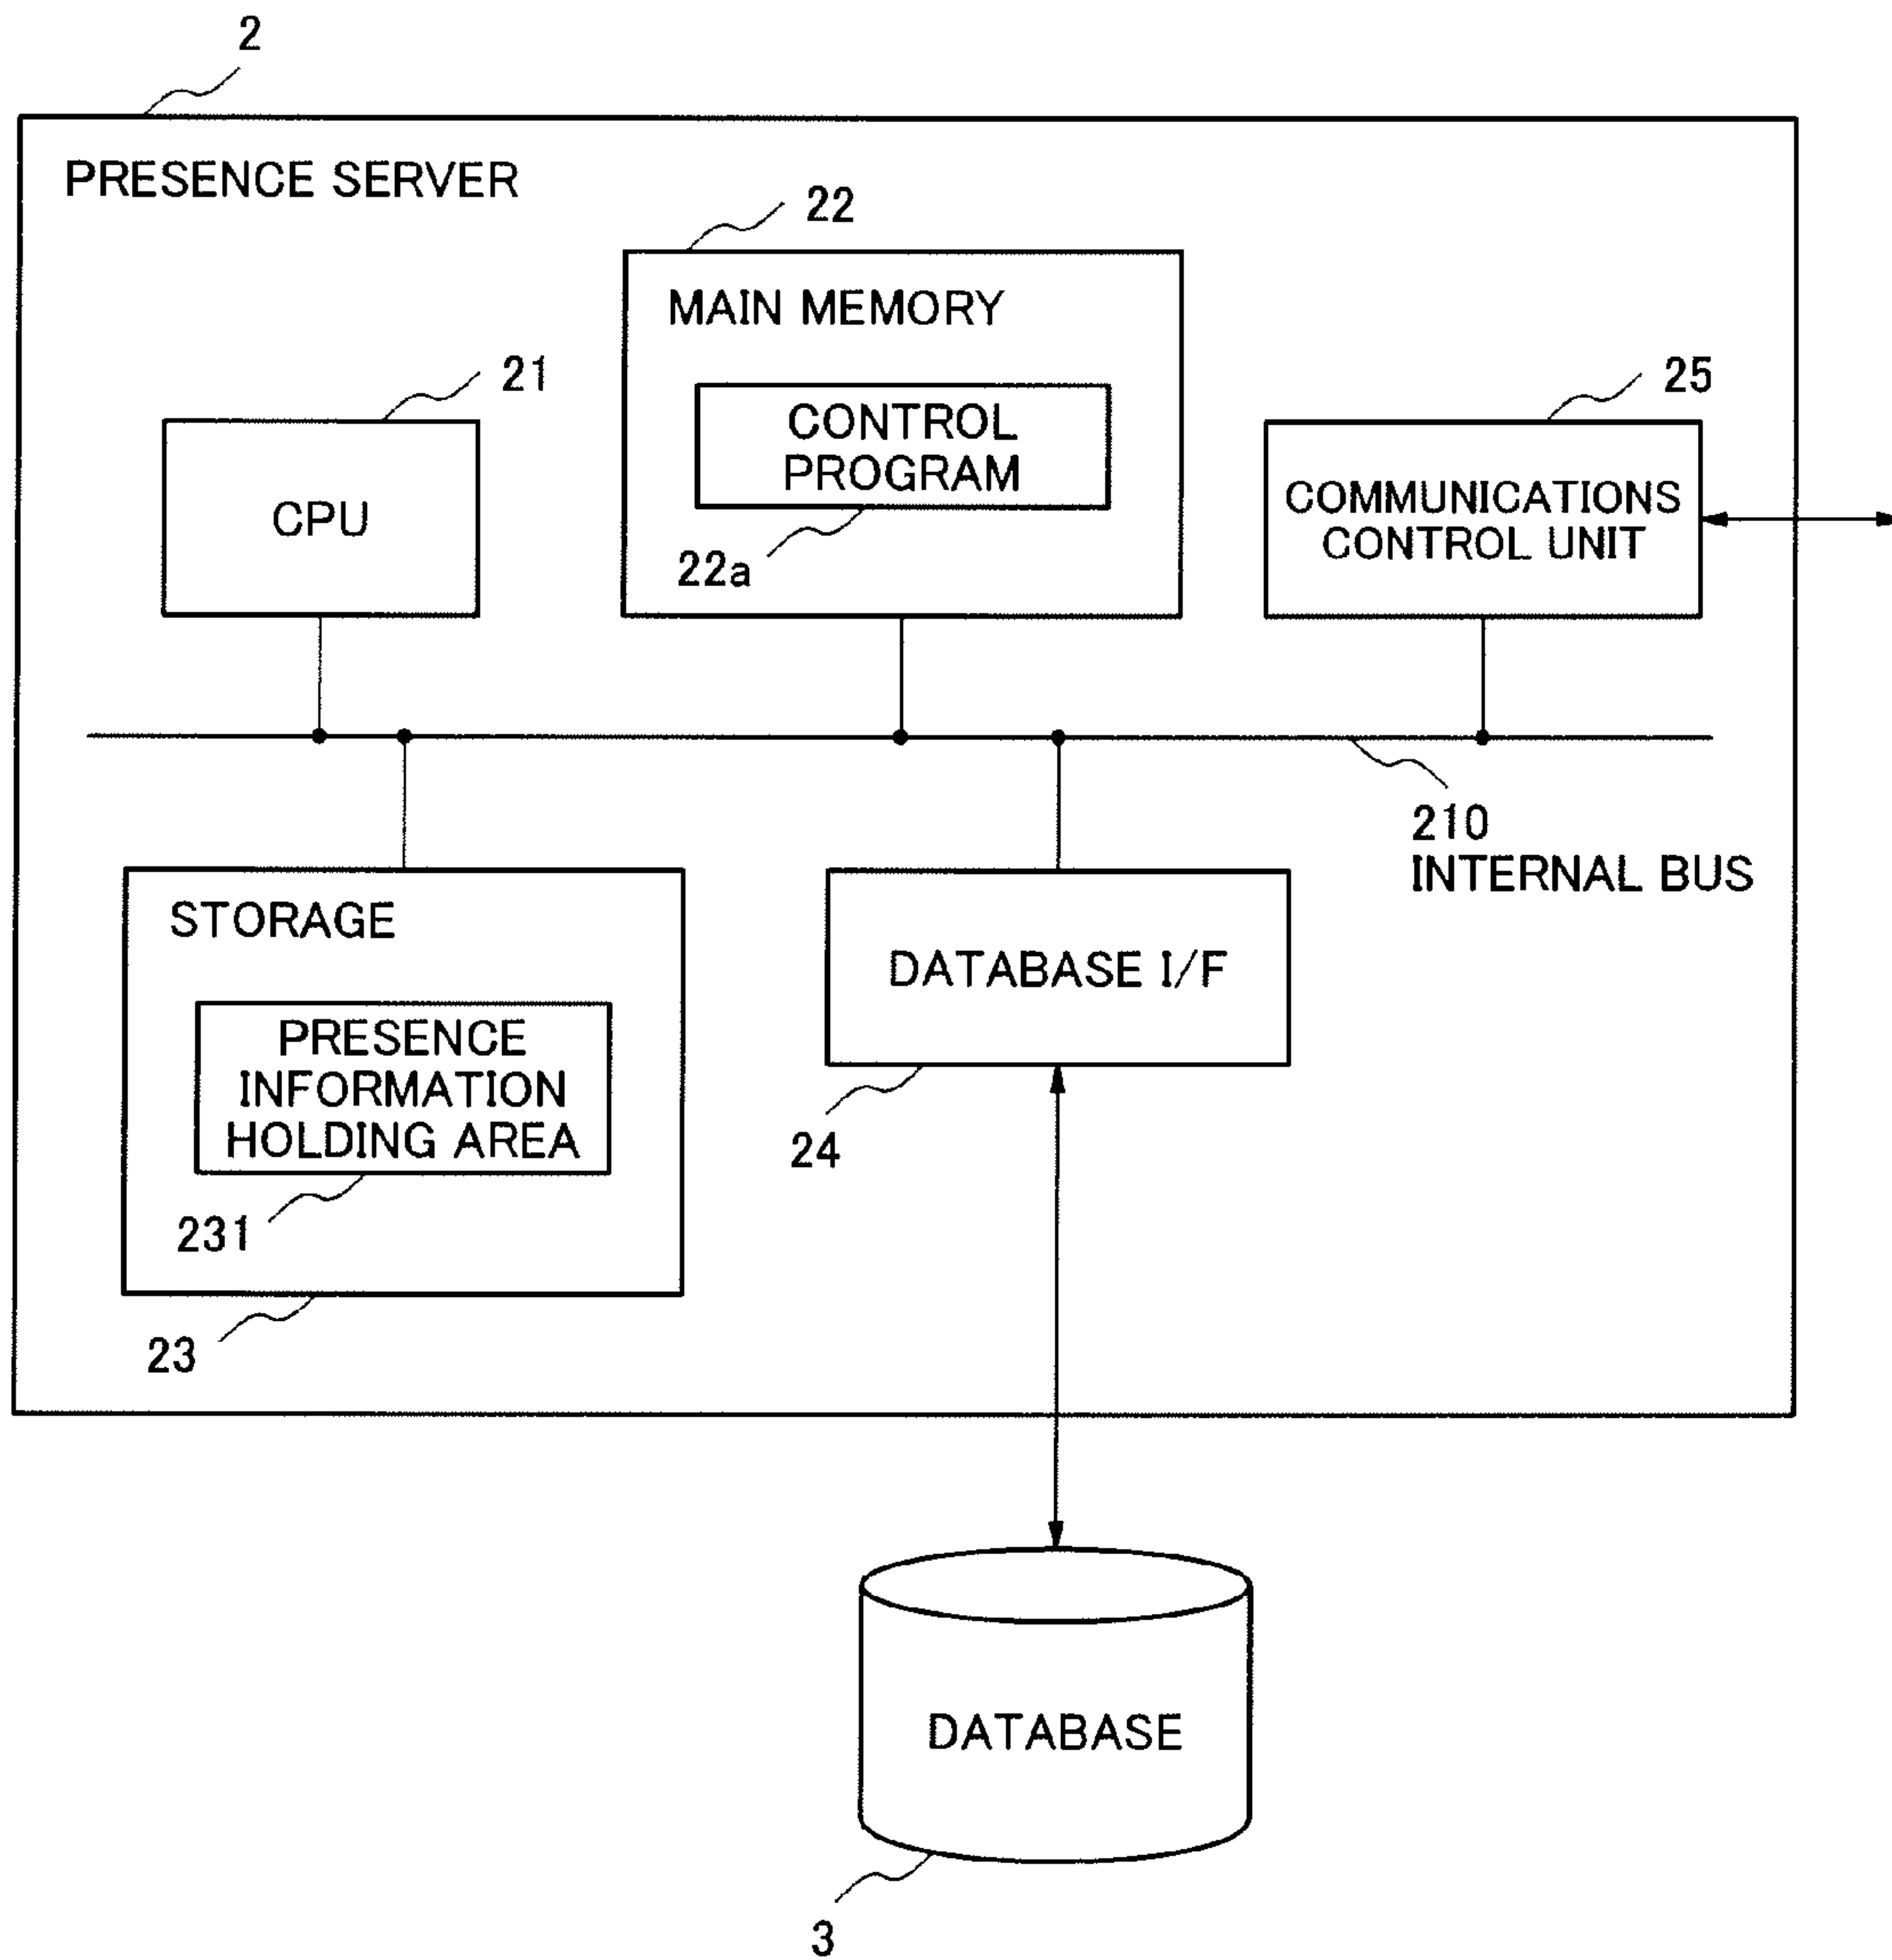 2
PRESENCE SERVER
22
MAIN MEMORY
21
25
CONTROL
PROGRAM
CPU
COMMUNICATIONS
CONTROL UNIT
22a
210
INTERNAL BUS
STORAGE
DATABASE I/F
PRESENCE
INFORMATION
HOLDING AREA
24
231
23
DATABASE
3